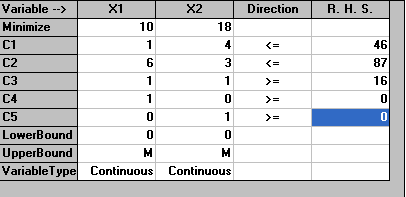 Variable --> X1 X2 Direction R. H. S.
Minimize 10 18
C1 1 4 <= 46
C2 6 3 <= 87
C3 1 1 >= 16
C4 1 0 >= 0
C5 0 1 >= 0
LowerBound 0 0
UpperBound M M
VariableType Continuous Continuous